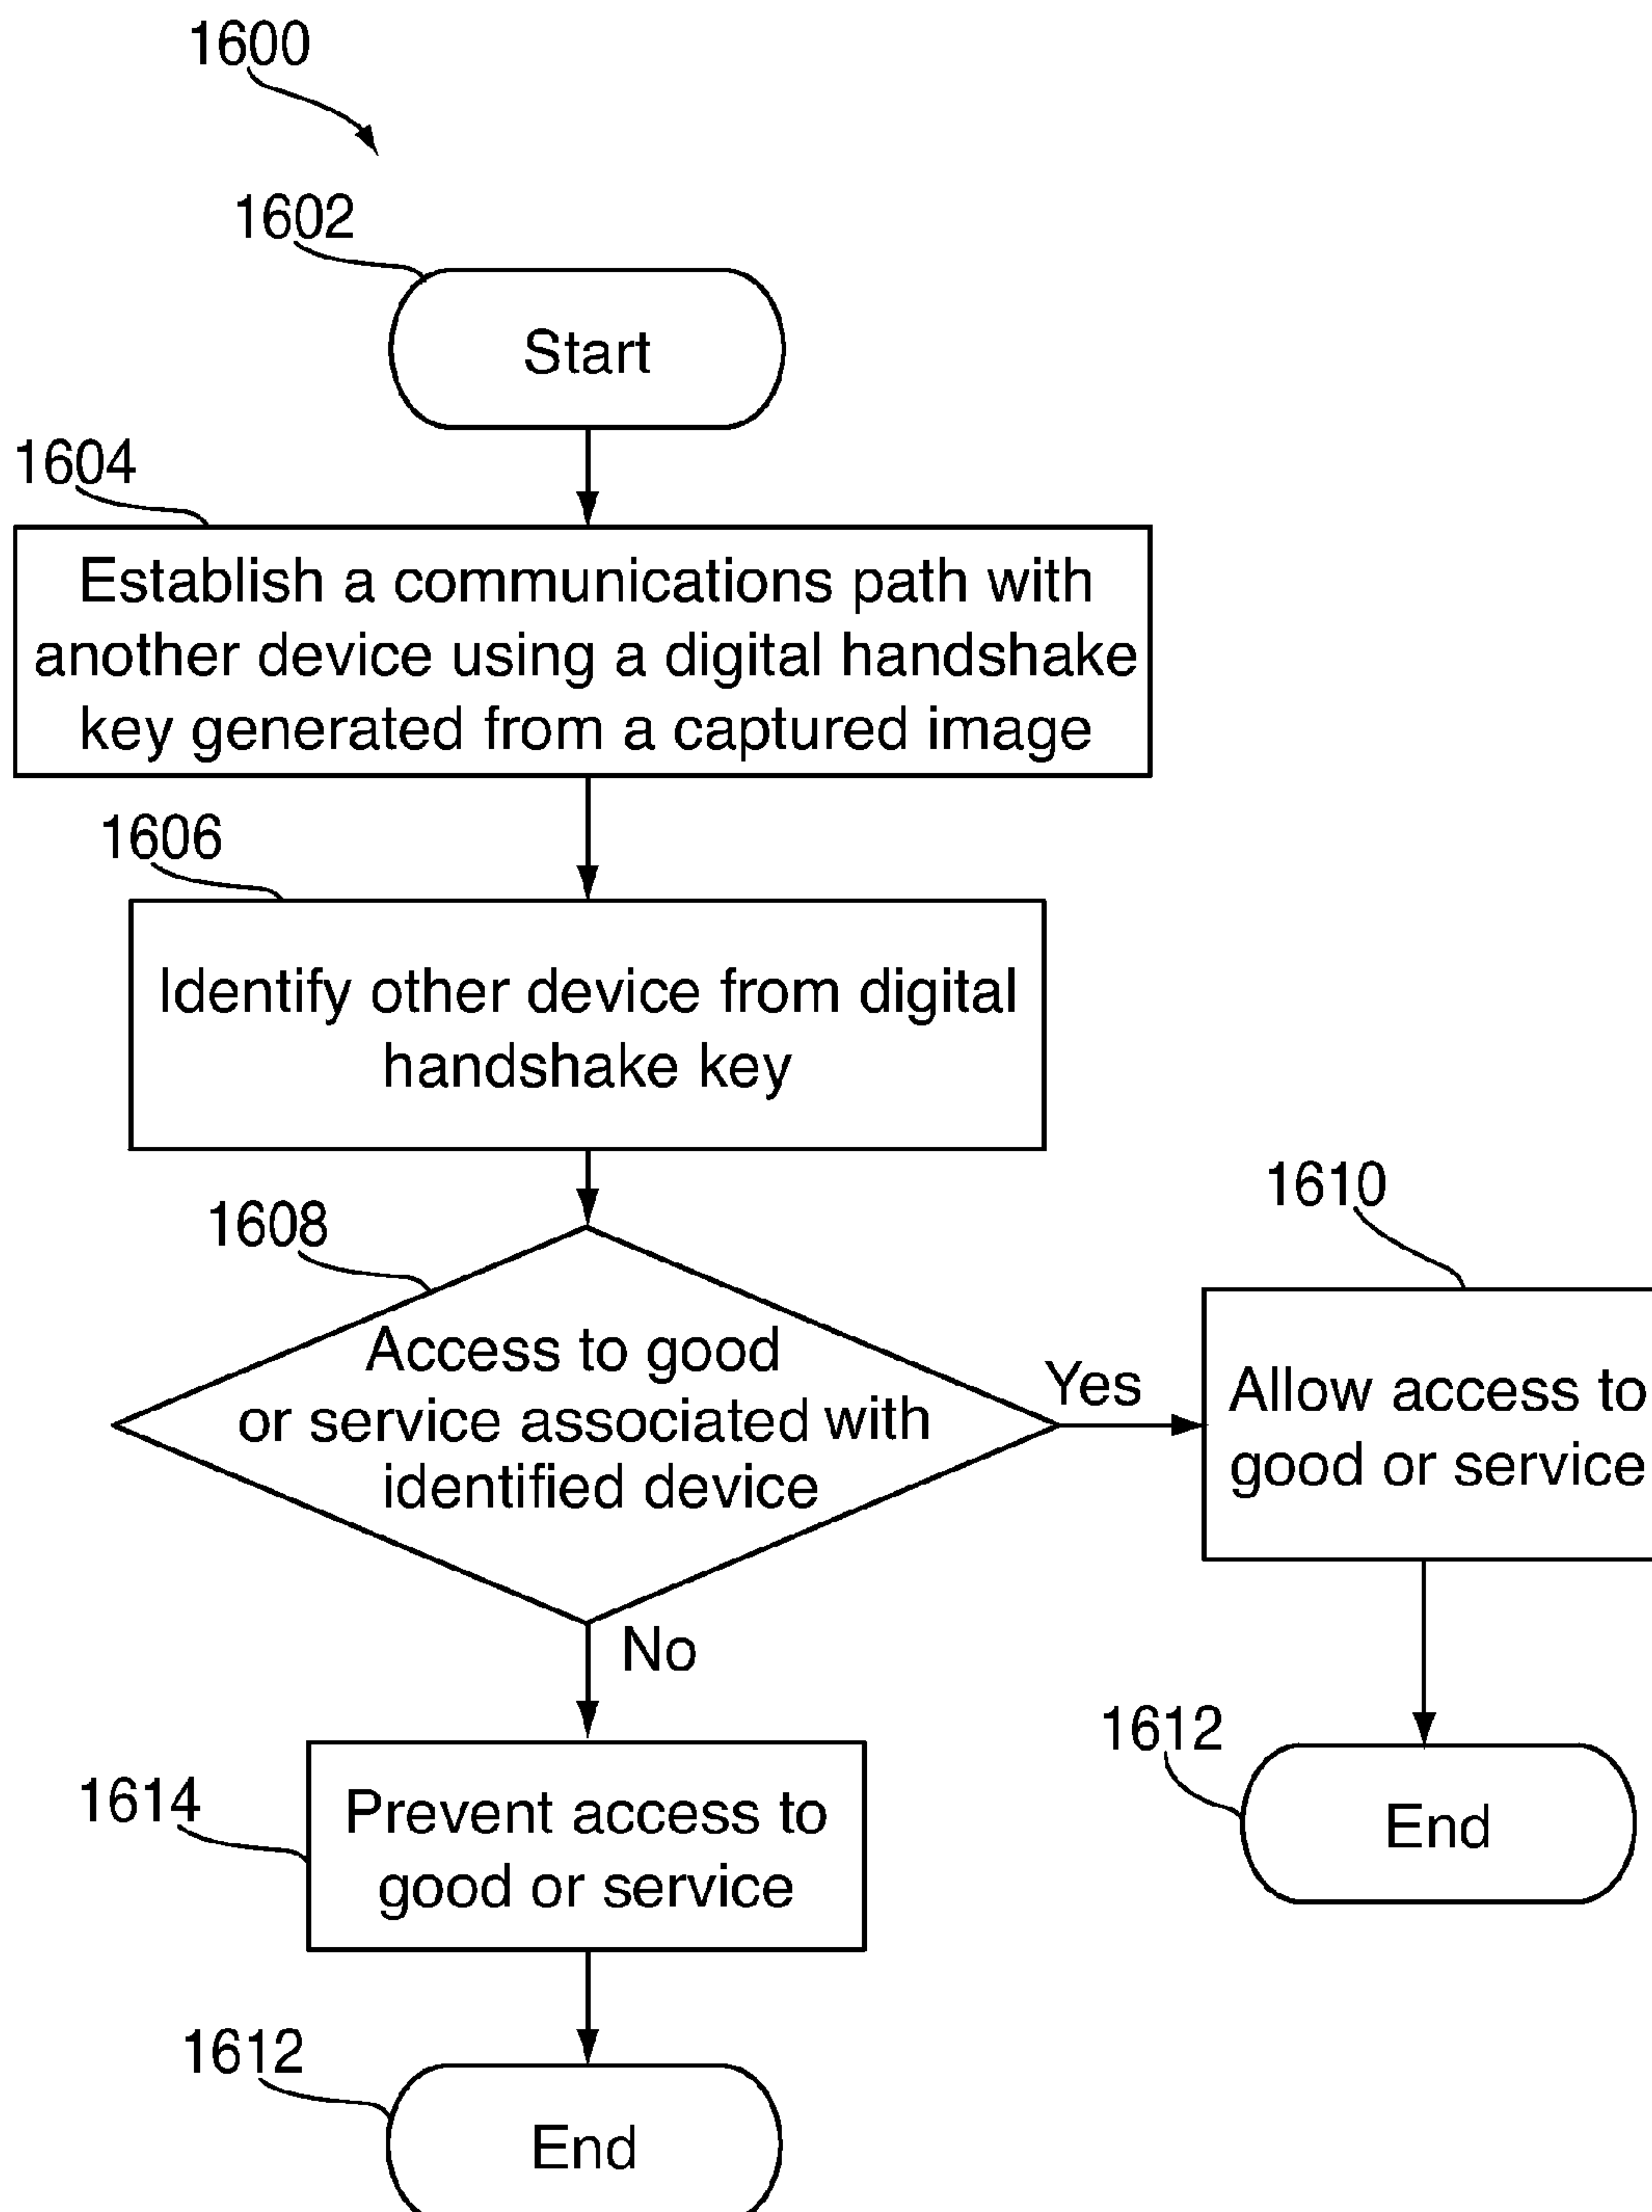 1600
1602
Start
1604
Establish a communications path with
another device using a digital handshake
key generated from a captured image
1606
Identify other device from digital
handshake key
1608
Access to good
or service associated with
identified device
Yes
1610
Allow access to
good or service
No
1612
End
1614
Prevent access to
good or service
1612
End